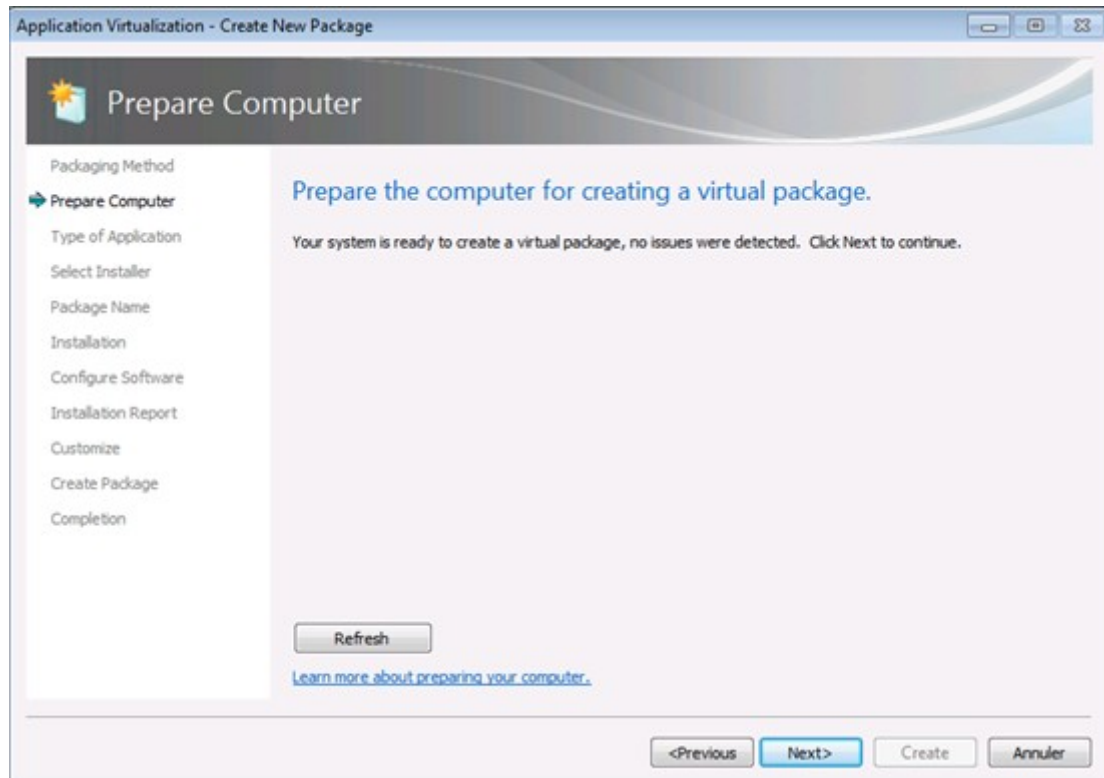 Application Virtualization - Create New Package
Prepare Computer
Packaging Method
Prepare Computer
Type of Application
Select Installer
Package Name
Installation
Configure Software
Installation Report
Customize
Create Package
Completion
Prepare the computer for creating a virtual package.
Your system is ready to create a virtual package, no issues were detected. Click Next to continue.
Refresh
Learn more about preparing your computer.
<Previous
Next>
Create
Annuler